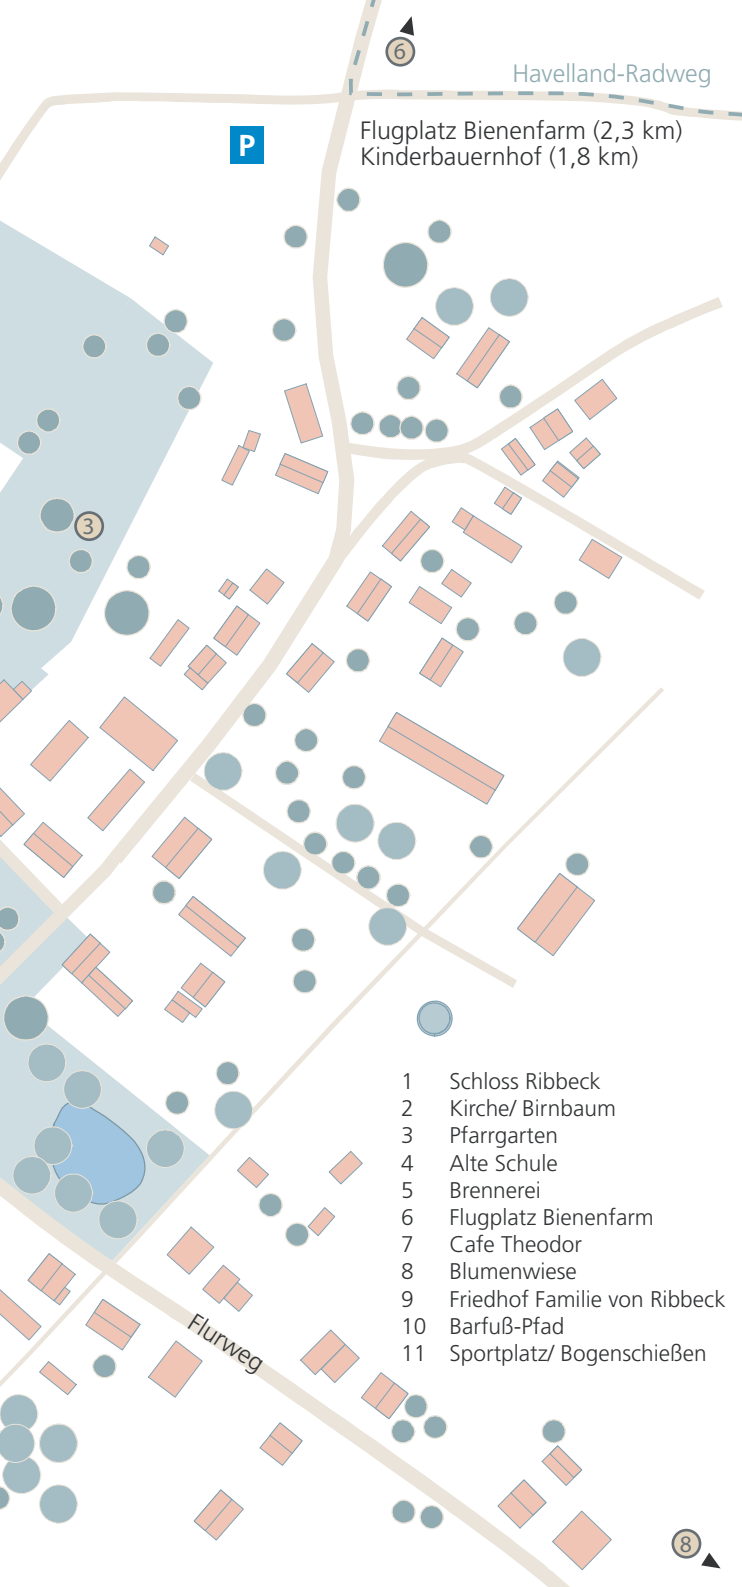 6
Havelland-Radweg
P
Flugplatz Bienenfarm (2,3 km)
Kinderbauernhof (1,8 km)
3
1 Schloss Ribbeck
2 Kirche/ Birnbaum
3 Pfarrgarten
4 Alte Schule
5 Brennerei
6 Flugplatz Bienenfarm
7 Cafe Theodor
8 Blumenwiese
9 Friedhof Familie von Ribbeck
10 Barfuß-Pfad
11 Sportplatz/ Bogenschießen
Flurweg
8